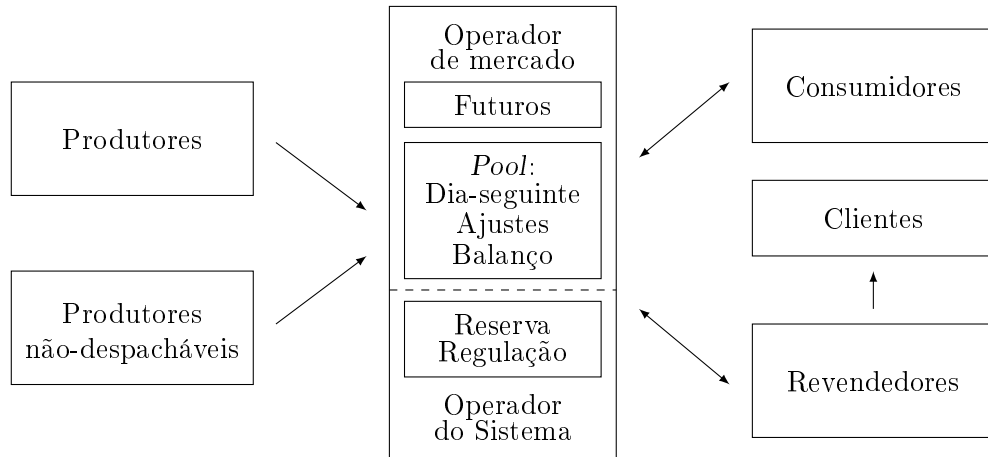 Produtores
Produtores
não-despacháveis
Operador
de mercado
Futuros
Pool:
Dia-seguinte
Ajustes
Balanço
Reserva
Regulação
Operador
do Sistema
Consumidores
Clientes
Revendedores